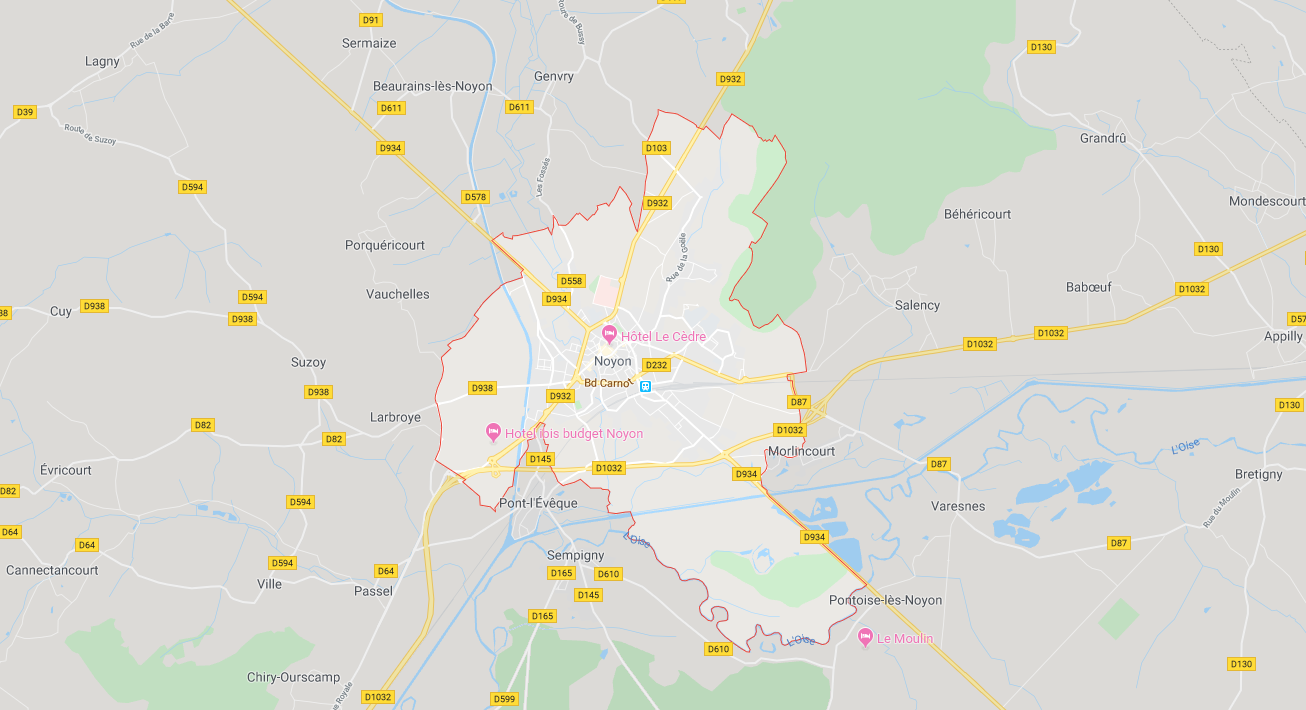 D91
Rue de la Barre
Route de Bussy
Sermaize
D130
Lagny
Genvry
D932
Beaurains-lès-Noyon
D39
D611
D611
Route de Suzoy
Grandrû
D934
D103
Les Fossés
D594
D578
D932
Mondescourt
Béhéricourt
Porquéricourt
Rue de la Goële
D130
D558
Babœuf
D1032
Vauchelles
D594
D934
Salency
Cuy
D938
D938
D1032
D1032
Appilly
Hôtel Le Cèdre
Suzoy
Noyon
D232
Bd Carno
D938
D938
D932
D87
D130
Larbroye
D82
D82
Hotel ibis budget Noyon
D1032
L'Oise
Morlincourt
D145
D1032
D87
Évricourt
D934
Bretigny
D82
D594
Pont-l'Évêque
Varesnes
Rue du Moulin
D64
D64
D934
L'Oise
D87
Sempigny
D594
Cannectancourt
D64
D165
D610
Ville
Passel
D145
Pontoise-lès-Noyon
D165
L'Oise
Le Moulin
D610
D130
Chiry-Ourscamp
D1032
D599